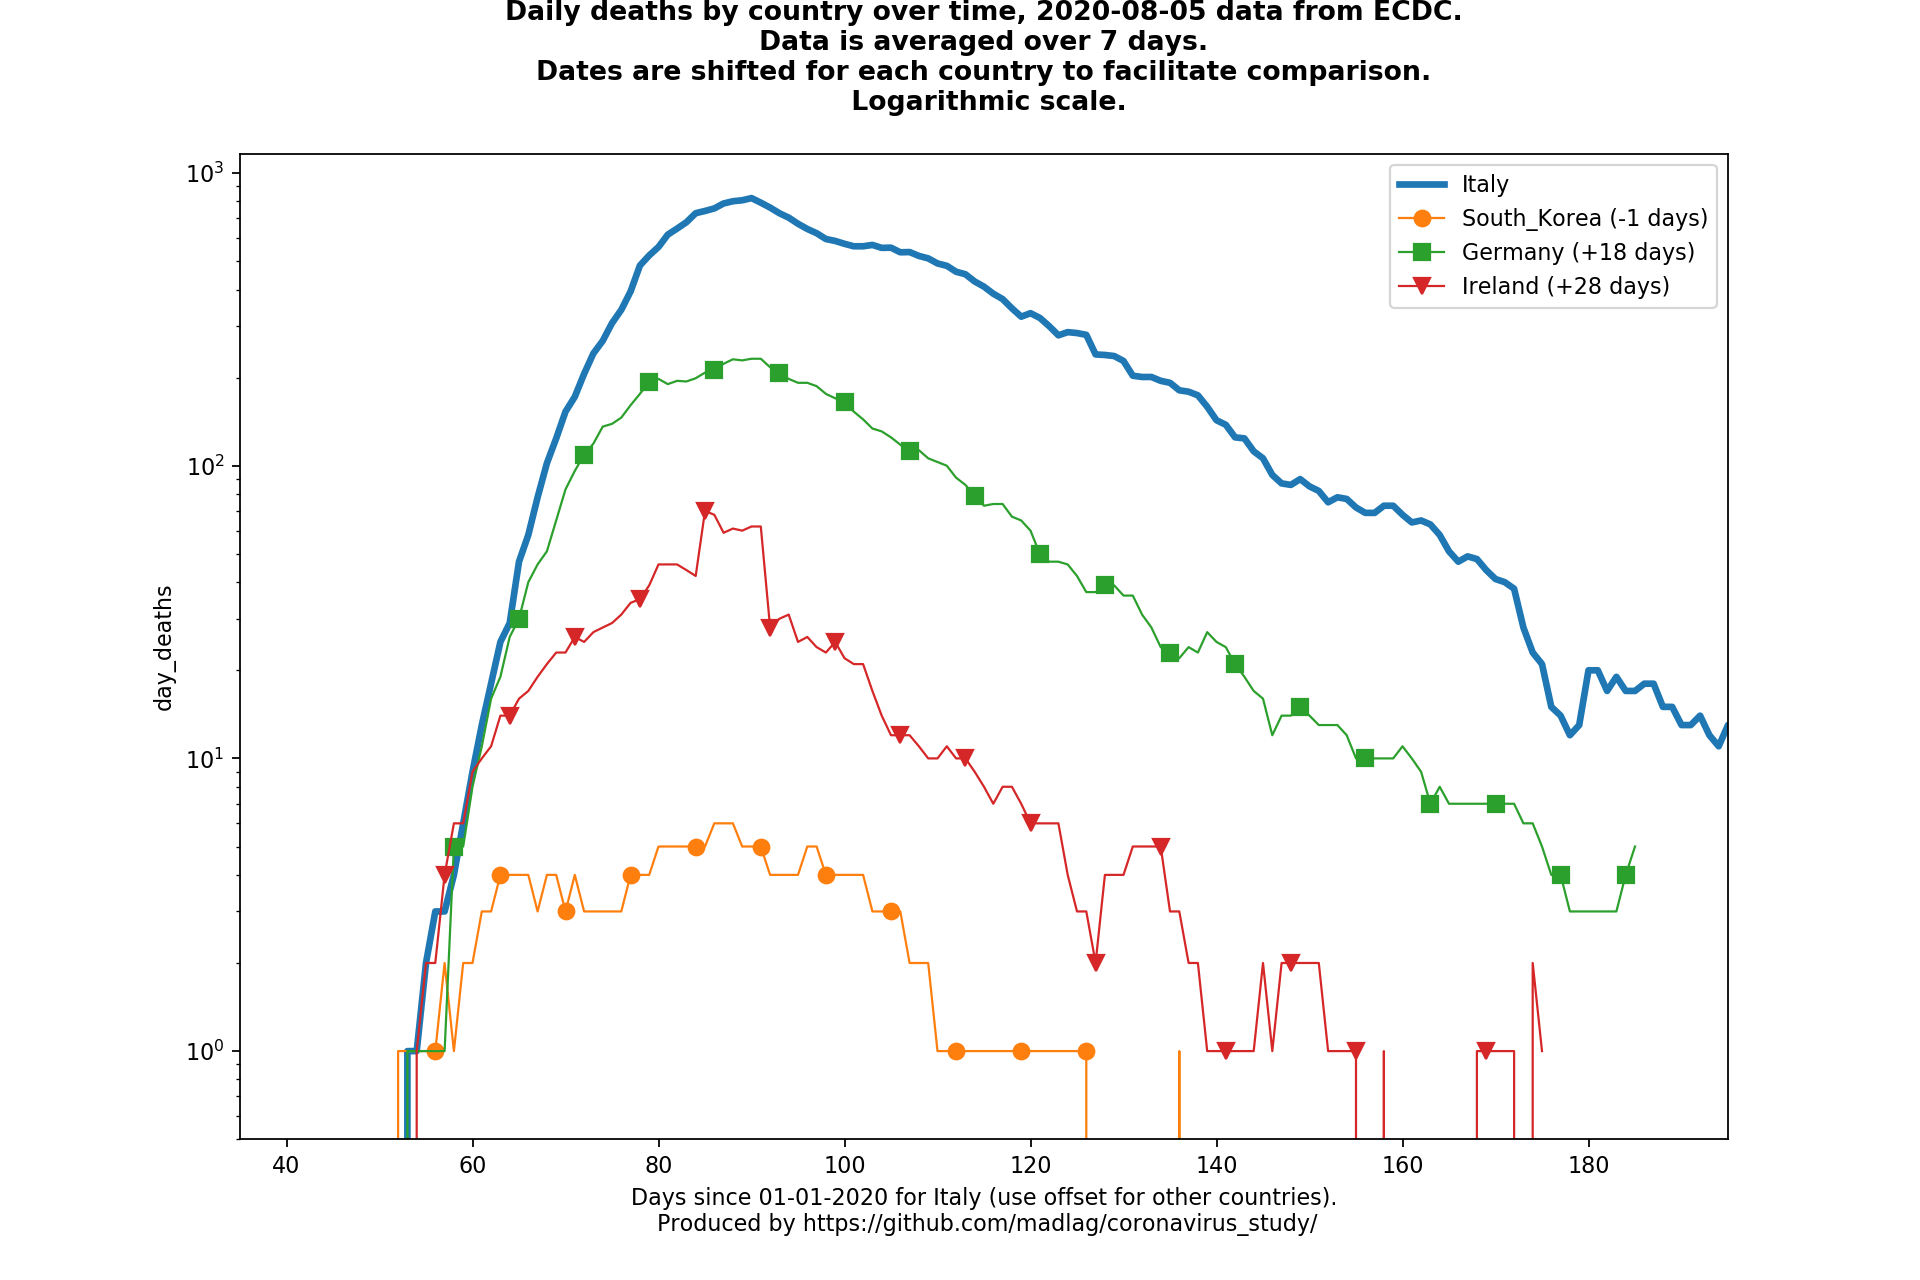 Daily deaths by country over time, 2020-08-05 data from ECDC.
Data is averaged over 7 days.
Dates are shifted for each country to facilitate comparison.
Logarithmic scale.
Italy
South_Korea (-1 days)
Germany (+18 days)
Ireland (+28 days)
day_deaths
10³
10²
10¹
10⁰
40 60 80 100 120 140 160 180
Days since 01-01-2020 for Italy (use offset for other countries).
Produced by https://github.com/madlag/coronavirus_study/